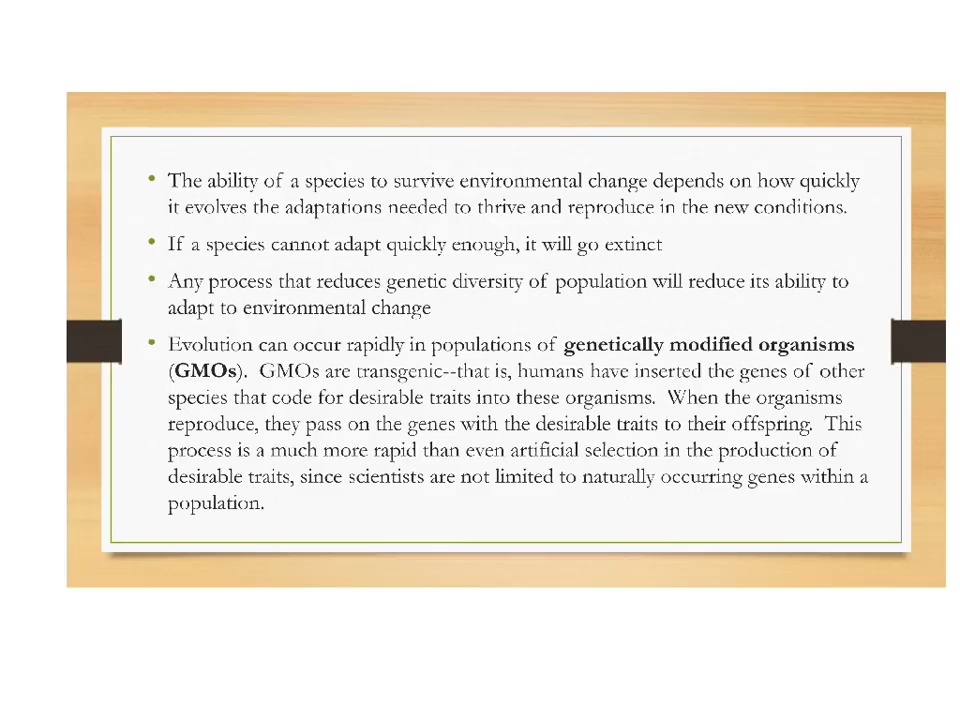 • The ability of a species to survive environmental change depends on how quickly
it evolves the adaptations needed to thrive and reproduce in the new conditions.
• If a species cannot adapt quickly enough, it will go extinct
• Any process that reduces genetic diversity of population will reduce its ability to
adapt to environmental change
• Evolution can occur rapidly in populations of genetically modified organisms
(GMOs).  GMOs are transgenic--that is, humans have inserted the genes of other
species that code for desirable traits into these organisms.  When the organisms
reproduce, they pass on the genes with the desirable traits to their offspring.  This
process is a much more rapid than even artificial selection in the production of
desirable traits, since scientists are not limited to naturally occurring genes within a
population.